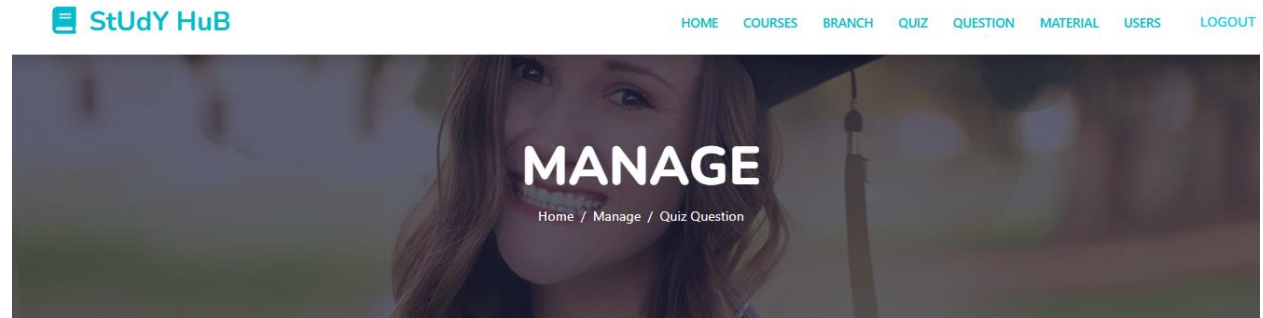 StUdY HuB
HOME COURSES BRANCH QUIZ QUESTION MATERIAL USERS LOGOUT
MANAGE
Home / Manage / Quiz Question